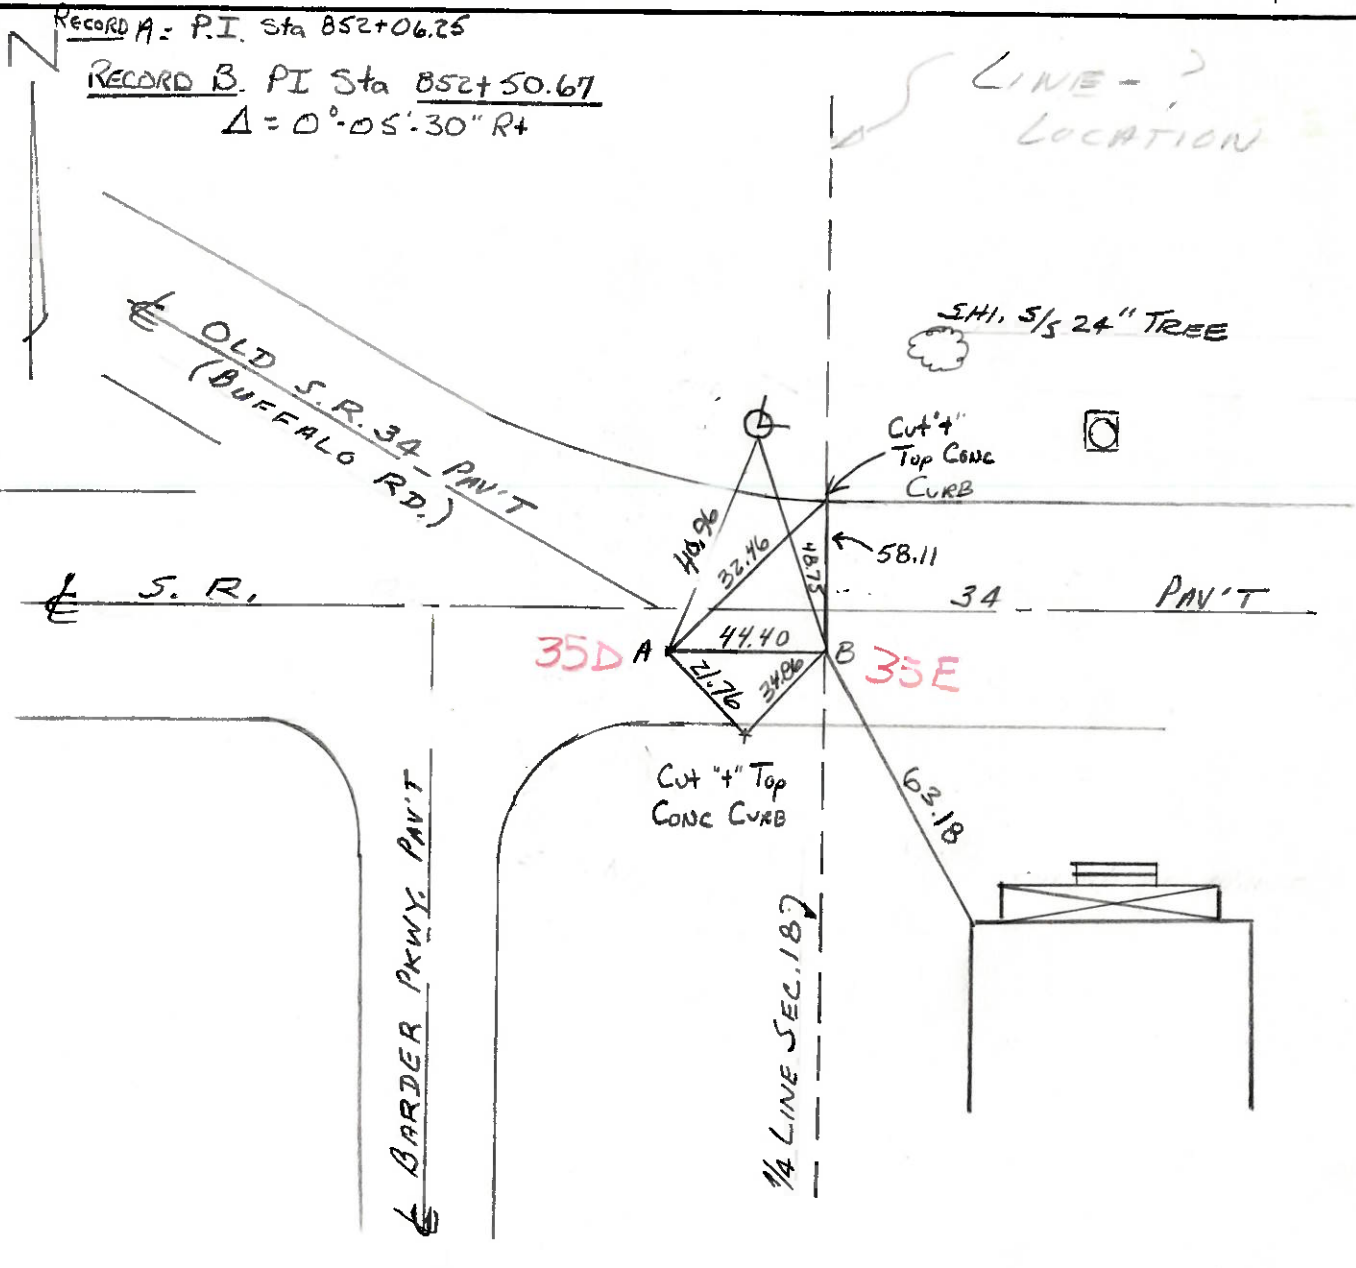 RECORD A: P.I. Sta 852+06.25
N
RECORD B. PI Sta 852+50.67
Δ = 0°-05'-30" Rt
LINE - ?
LOCATION
℄ OLD S.R. 34 - PAV'T
(BUFFALO RD.)
5/5 24" TREE
Cut "+"
Top Conc
CURB
40.96
32.46
48.75
58.11
℄ S. R. 34 - PAV'T
35D A
44.40
B 35E
21.76
34.86
Cut "+" Top
CONC CURB
63.18
℄ BARDER PKWY. PAV'T
1/4 LINE SEC. 18?